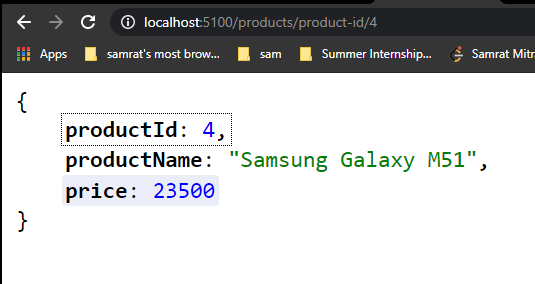 localhost:5100/products/product-id/4
Apps samrat's most brow... sam Summer Internship... Samrat Mitr
{
productId: 4,
productName: "Samsung Galaxy M51",
price: 23500
}